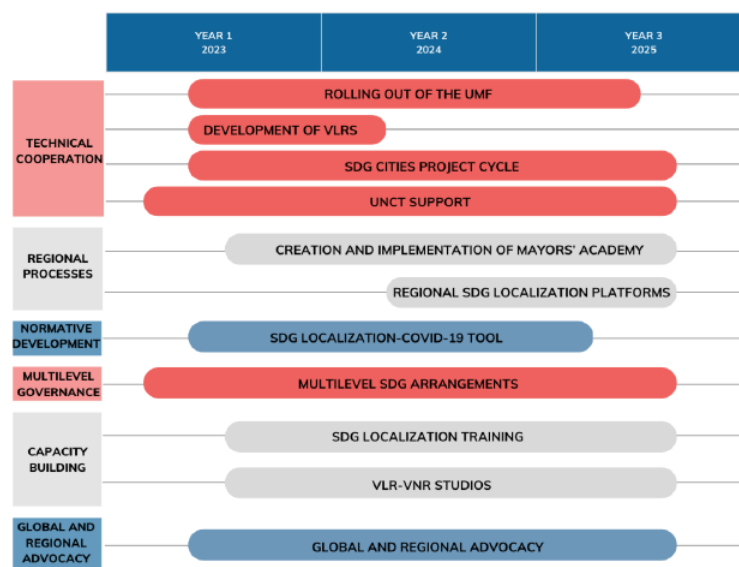 YEAR 1
2023
YEAR 2
2024
YEAR 3
2025
TECHNICAL
COOPERATION
ROLLING OUT OF THE UMF
DEVELOPMENT OF VLRS
SDG CITIES PROJECT CYCLE
UNCT SUPPORT
REGIONAL
PROCESSES
CREATION AND IMPLEMENTATION OF MAYORS' ACADEMY
REGIONAL SDG LOCALIZATION PLATFORMS
NORMATIVE
DEVELOPMENT
SDG LOCALIZATION-COVID-19 TOOL
MULTILEVEL
GOVERNANCE
MULTILEVEL SDG ARRANGEMENTS
CAPACITY
BUILDING
SDG LOCALIZATION TRAINING
VLR-VNR STUDIOS
GLOBAL AND
REGIONAL
ADVOCACY
GLOBAL AND REGIONAL ADVOCACY